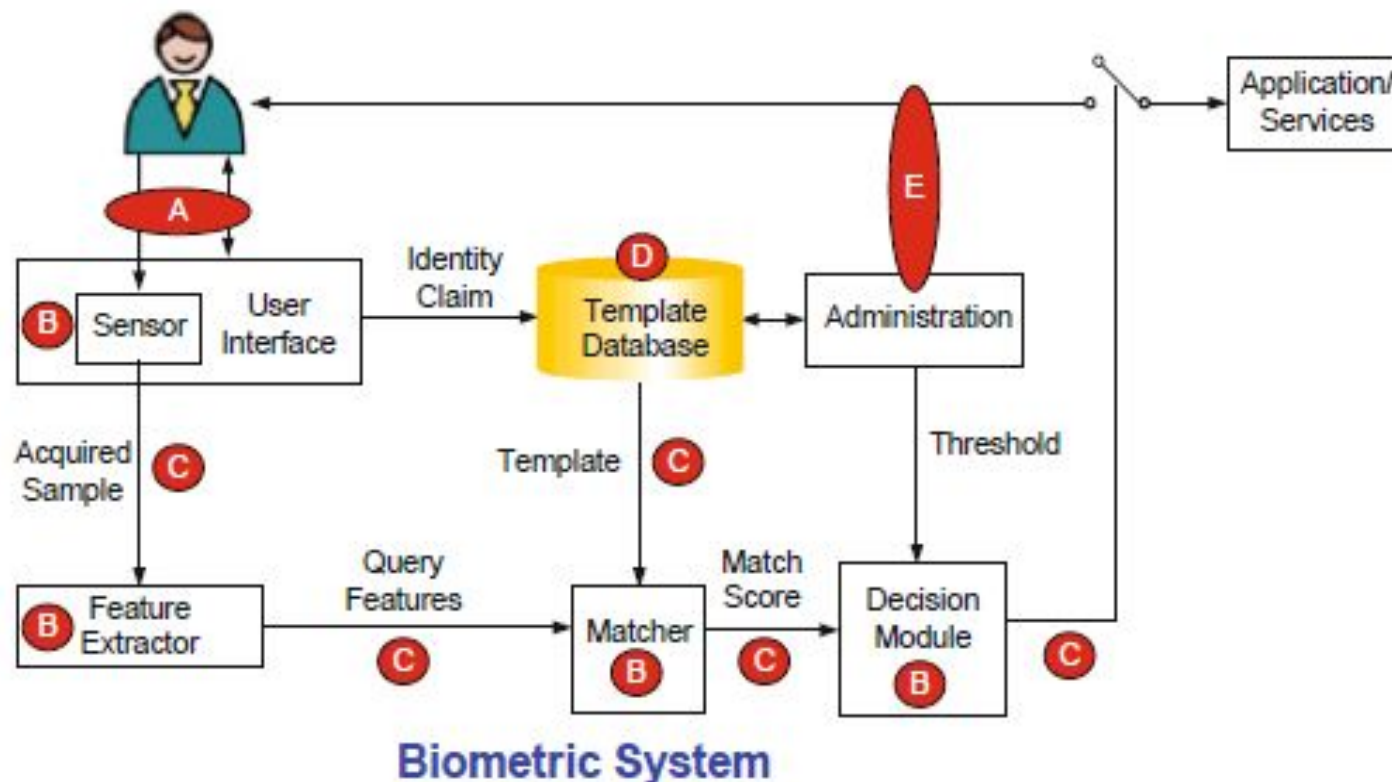 Application/
Services
E
A
D
Identity
Claim
B
Sensor
User
Interface
Template
Database
Administration
Acquired
Sample
C
Template
C
Threshold
Query
Features
Match
Score
B
Feature
Extractor
Matcher
B
Decision
Module
B
C
C
C
Biometric System